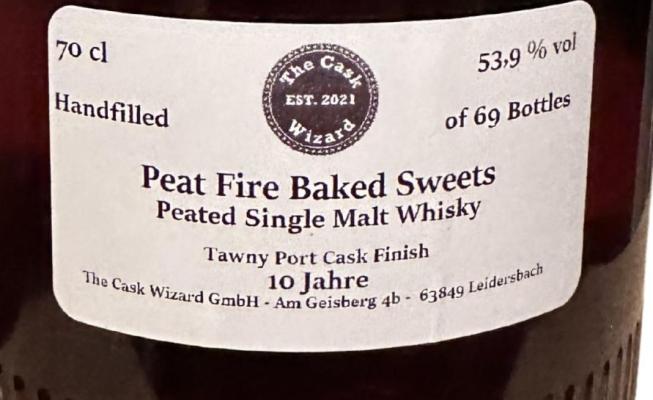 70 cl
53,9 % vol
The Cask
EST. 2021
Wizard
Handfilled
of 69 Bottles
Peat Fire Baked Sweets
Peated Single Malt Whisky
Tawny Port Cask Finish
10 Jahre
The Cask Wizard GmbH - Am Geisberg 4b - 63849 Leidersbach